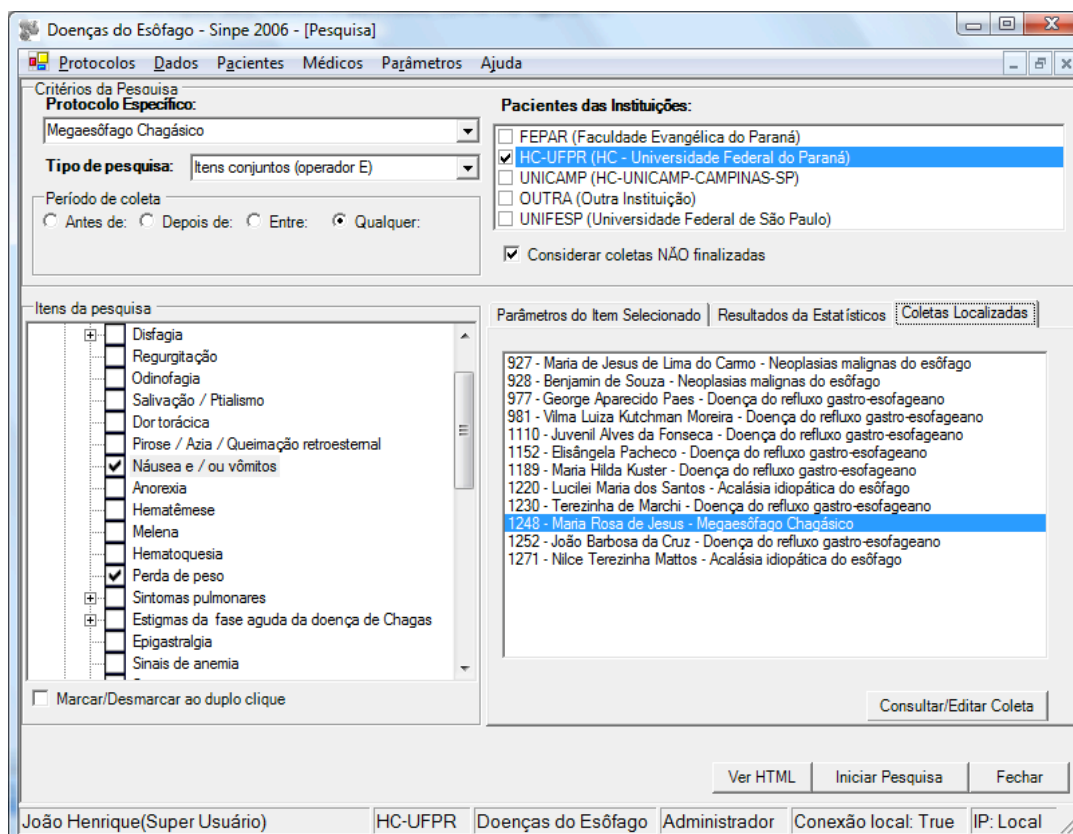 Doenças do Esôfago - Sinpe 2006 - [Pesquisa]
Protocolos Dados Pacientes Médicos Parâmetros Ajuda
Critérios da Pesquisa
Protocolo Específico:
Megaesôfago Chagásico
Tipo de pesquisa: Itens conjuntos (operador E)
Período de coleta
Antes de: Depois de: Entre: Qualquer:
Pacientes das Instituições:
FEPAR (Faculdade Evangélica do Paraná)
HC-UFPR (HC - Universidade Federal do Paraná)
UNICAMP (HC-UNICAMP-CAMPINAS-SP)
OUTRA (Outra Instituição)
UNIFESP (Universidade Federal de São Paulo)
Considerar coletas NÃO finalizadas
Itens da pesquisa
Disfagia
Regurgitação
Odinofagia
Salivação / Ptialismo
Dor torácica
Pirose / Azia / Queimação retroesternal
Náusea e / ou vômitos
Anorexia
Hematêmese
Melena
Hematoquesia
Perda de peso
Sintomas pulmonares
Estigmas da fase aguda da doença de Chagas
Epigastralgia
Sinais de anemia
Marcar/Desmarcar ao duplo clique
Parâmetros do Item Selecionado Resultados da Estatísticos Coletas Localizadas
927 - Maria de Jesus de Lima do Carmo - Neoplasias malignas do esôfago
928 - Benjamin de Souza - Neoplasias malignas do esôfago
977 - George Aparecido Paes - Doença do refluxo gastro-esofageano
981 - Vilma Luiza Kutchman Moreira - Doença do refluxo gastro-esofageano
1110 - Juvenil Alves da Fonseca - Doença do refluxo gastro-esofageano
1152 - Elisângela Pacheco - Doença do refluxo gastro-esofageano
1189 - Maria Hilda Kuster - Doença do refluxo gastro-esofageano
1220 - Lucilei Maria dos Santos - Acalásia idiopática do esôfago
1230 - Terezinha de Marchi - Doença do refluxo gastro-esofageano
1248 - Maria Rosa de Jesus - Megaesôfago Chagásico
1252 - João Barbosa da Cruz - Doença do refluxo gastro-esofageano
1271 - Nilce Terezinha Mattos - Acalásia idiopática do esôfago
Consultar/Editar Coleta
Ver HTML Iniciar Pesquisa Fechar
João Henrique(Super Usuário) HC-UFPR Doenças do Esôfago Administrador Conexão local: True IP: Local